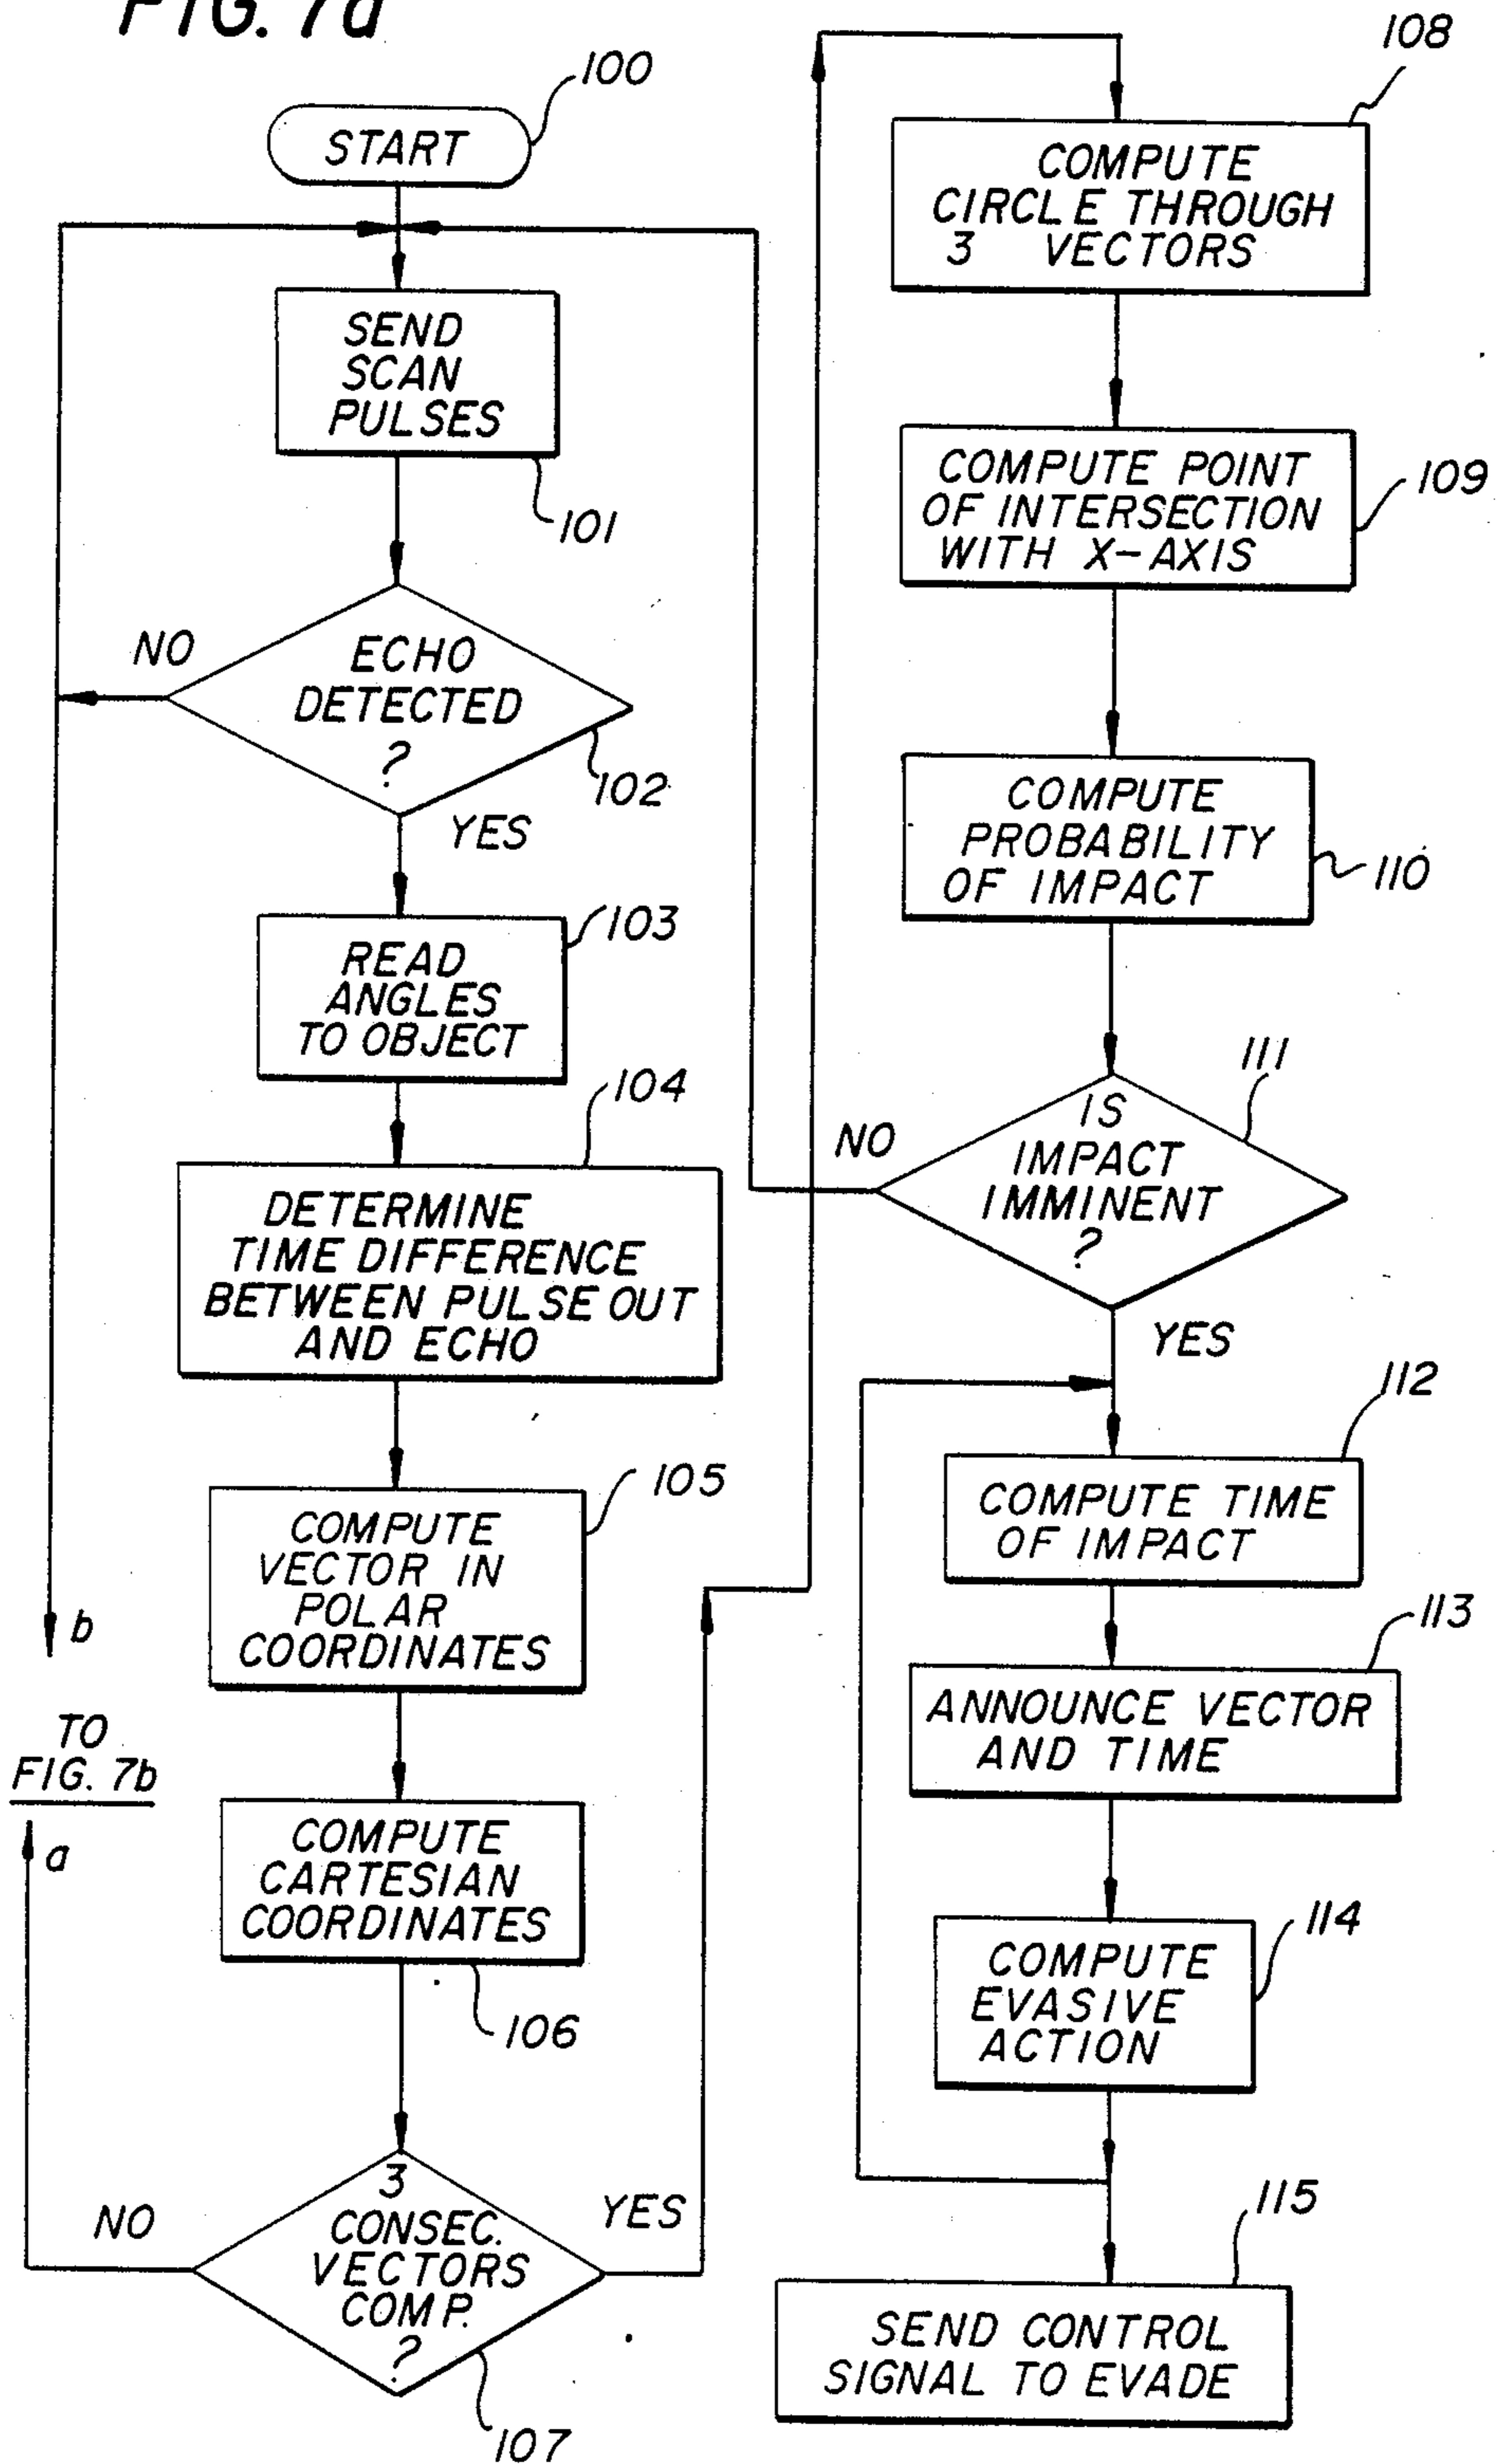 FIG. 7a
100
START
SEND
SCAN
PULSES
101
NO
ECHO
DETECTED
?
102
YES
103
READ
ANGLES
TO OBJECT
104
DETERMINE
TIME DIFFERENCE
BETWEEN PULSE OUT
AND ECHO
105
COMPUTE
VECTOR IN
POLAR
COORDINATES
b
TO
FIG. 7b
a
COMPUTE
CARTESIAN
COORDINATES
106
NO
3
CONSEC.
VECTORS
COMP.
?
YES
107
108
COMPUTE
CIRCLE THROUGH
3 VECTORS
COMPUTE POINT
OF INTERSECTION
WITH X-AXIS
109
COMPUTE
PROBABILITY
OF IMPACT
110
111
NO
IS
IMPACT
IMMINENT
?
YES
112
COMPUTE TIME
OF IMPACT
113
ANNOUNCE VECTOR
AND TIME
114
COMPUTE
EVASIVE
ACTION
115
SEND CONTROL
SIGNAL TO EVADE